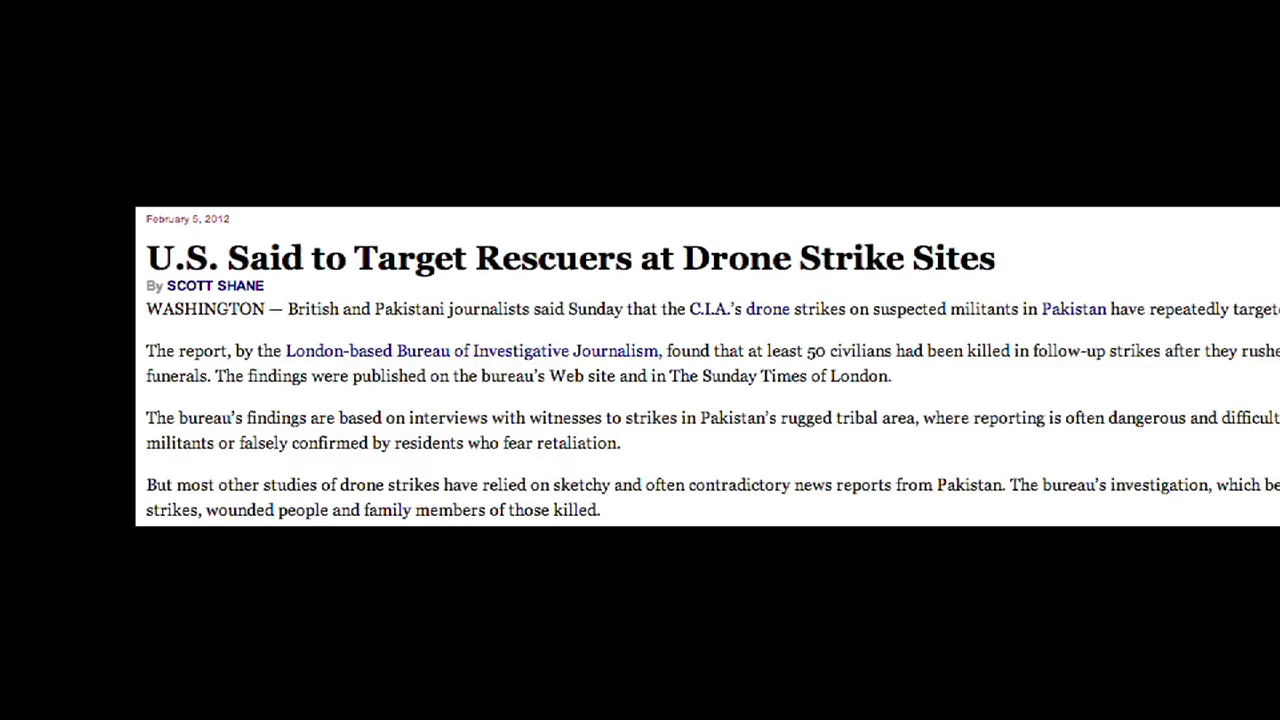 February 5, 2012
U.S. Said to Target Rescuers at Drone Strike Sites
By SCOTT SHANE
WASHINGTON — British and Pakistani journalists said Sunday that the C.I.A.'s drone strikes on suspected militants in Pakistan have repeatedly
The report, by the London-based Bureau of Investigative Journalism, found that at least 50 civilians had been killed in follow-up strikes after they
funerals. The findings were published on the bureau's Web site and in The Sunday Times of London.
The bureau's findings are based on interviews with witnesses to strikes in Pakistan's rugged tribal area, where reporting is often dangerous and difficult
militants or falsely confirmed by residents who fear retaliation.
But most other studies of drone strikes have relied on sketchy and often contradictory news reports from Pakistan. The bureau's investigation, which
strikes, wounded people and family members of those killed.